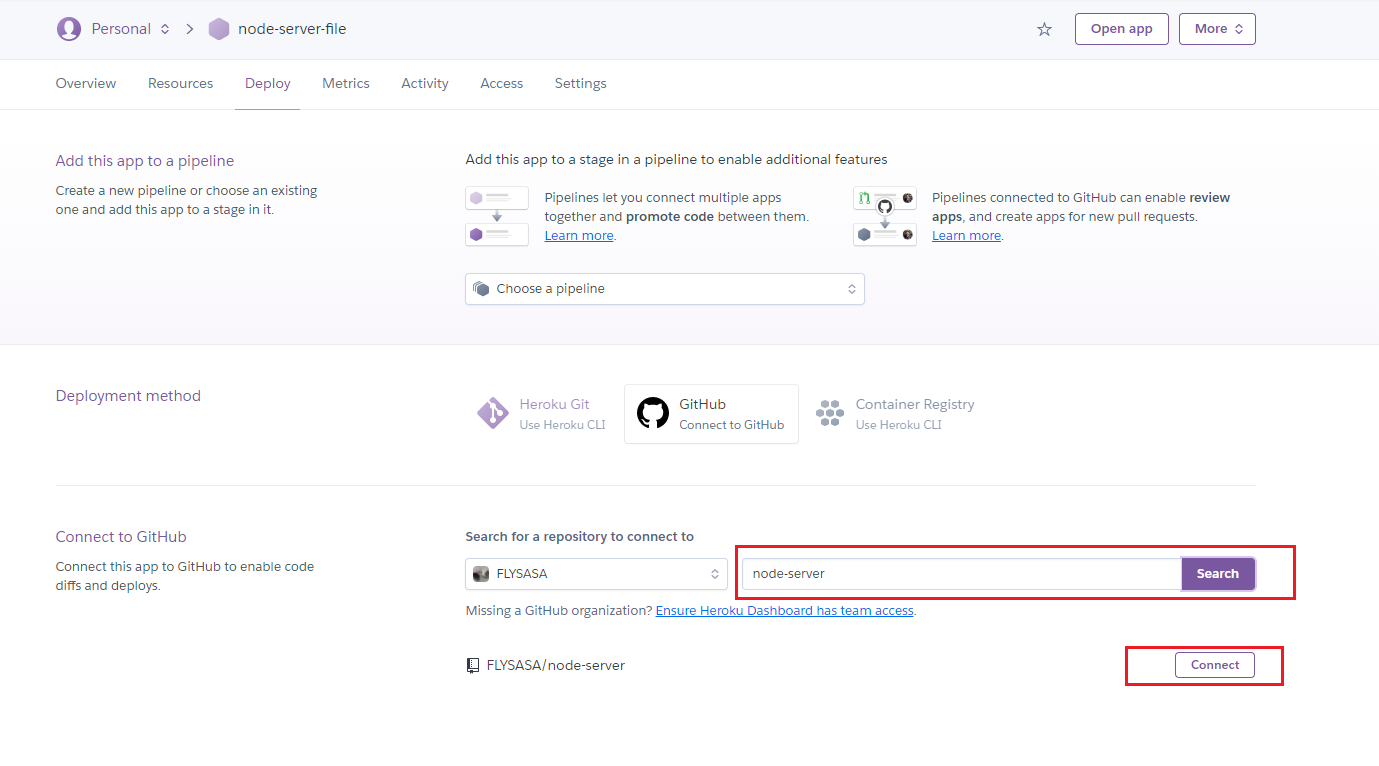 Personal
node-server-file
Open app
More
Overview
Resources
Deploy
Metrics
Activity
Access
Settings
Add this app to a pipeline
Create a new pipeline or choose an existing
one and add this app to a stage in it.
Add this app to a stage in a pipeline to enable additional features
Pipelines let you connect multiple apps
together and promote code between them.
Learn more.
Pipelines connected to GitHub can enable review
apps, and create apps for new pull requests.
Learn more.
Choose a pipeline
Deployment method
Heroku Git
Use Heroku CLI
GitHub
Connect to GitHub
Container Registry
Use Heroku CLI
Connect to GitHub
Connect this app to GitHub to enable code
diffs and deploys.
Search for a repository to connect to
FLYSASA
node-server
Search
Missing a GitHub organization? Ensure Heroku Dashboard has team access.
FLYSASA/node-server
Connect